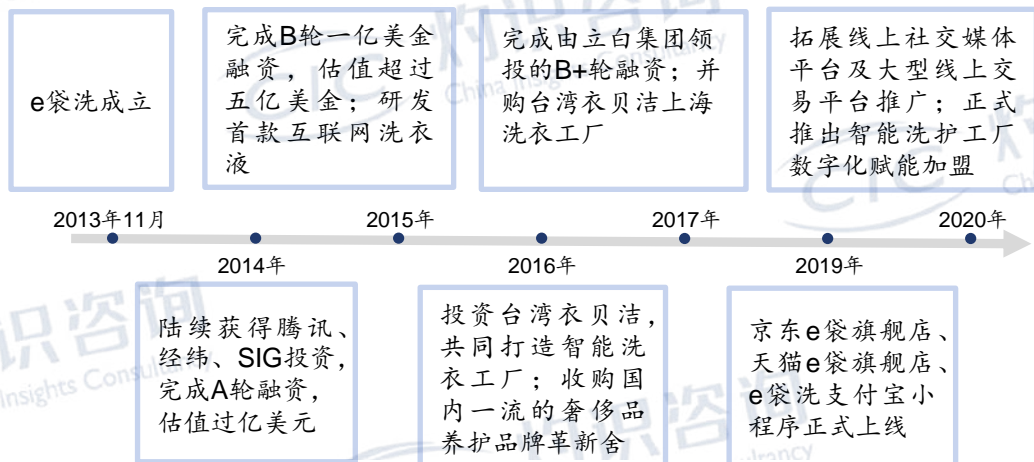 e袋洗成立
完成B轮一亿美金
融资，估值超过
五亿美金；研发
首款互联网洗衣
液
完成由立白集团领
投的B+轮融资；并
购台湾衣贝洁上海
洗衣工厂
拓展线上社交媒体
平台及大型线上交
易平台推广；正式
推出智能洗护工厂
数字化赋能加盟
2013年11月
2015年
2017年
2020年
2014年
2016年
2019年
陆续获得腾讯、
经纬、SIG投资，
完成A轮融资，
估值过亿美元
投资台湾衣贝洁，
共同打造智能洗
衣工厂；收购国
内一流的奢侈品
养护品牌革新舍
京东e袋旗舰店、
天猫e袋旗舰店、
e袋洗支付宝小
程序正式上线
灼识咨询
CIC
China Insights Consultancy